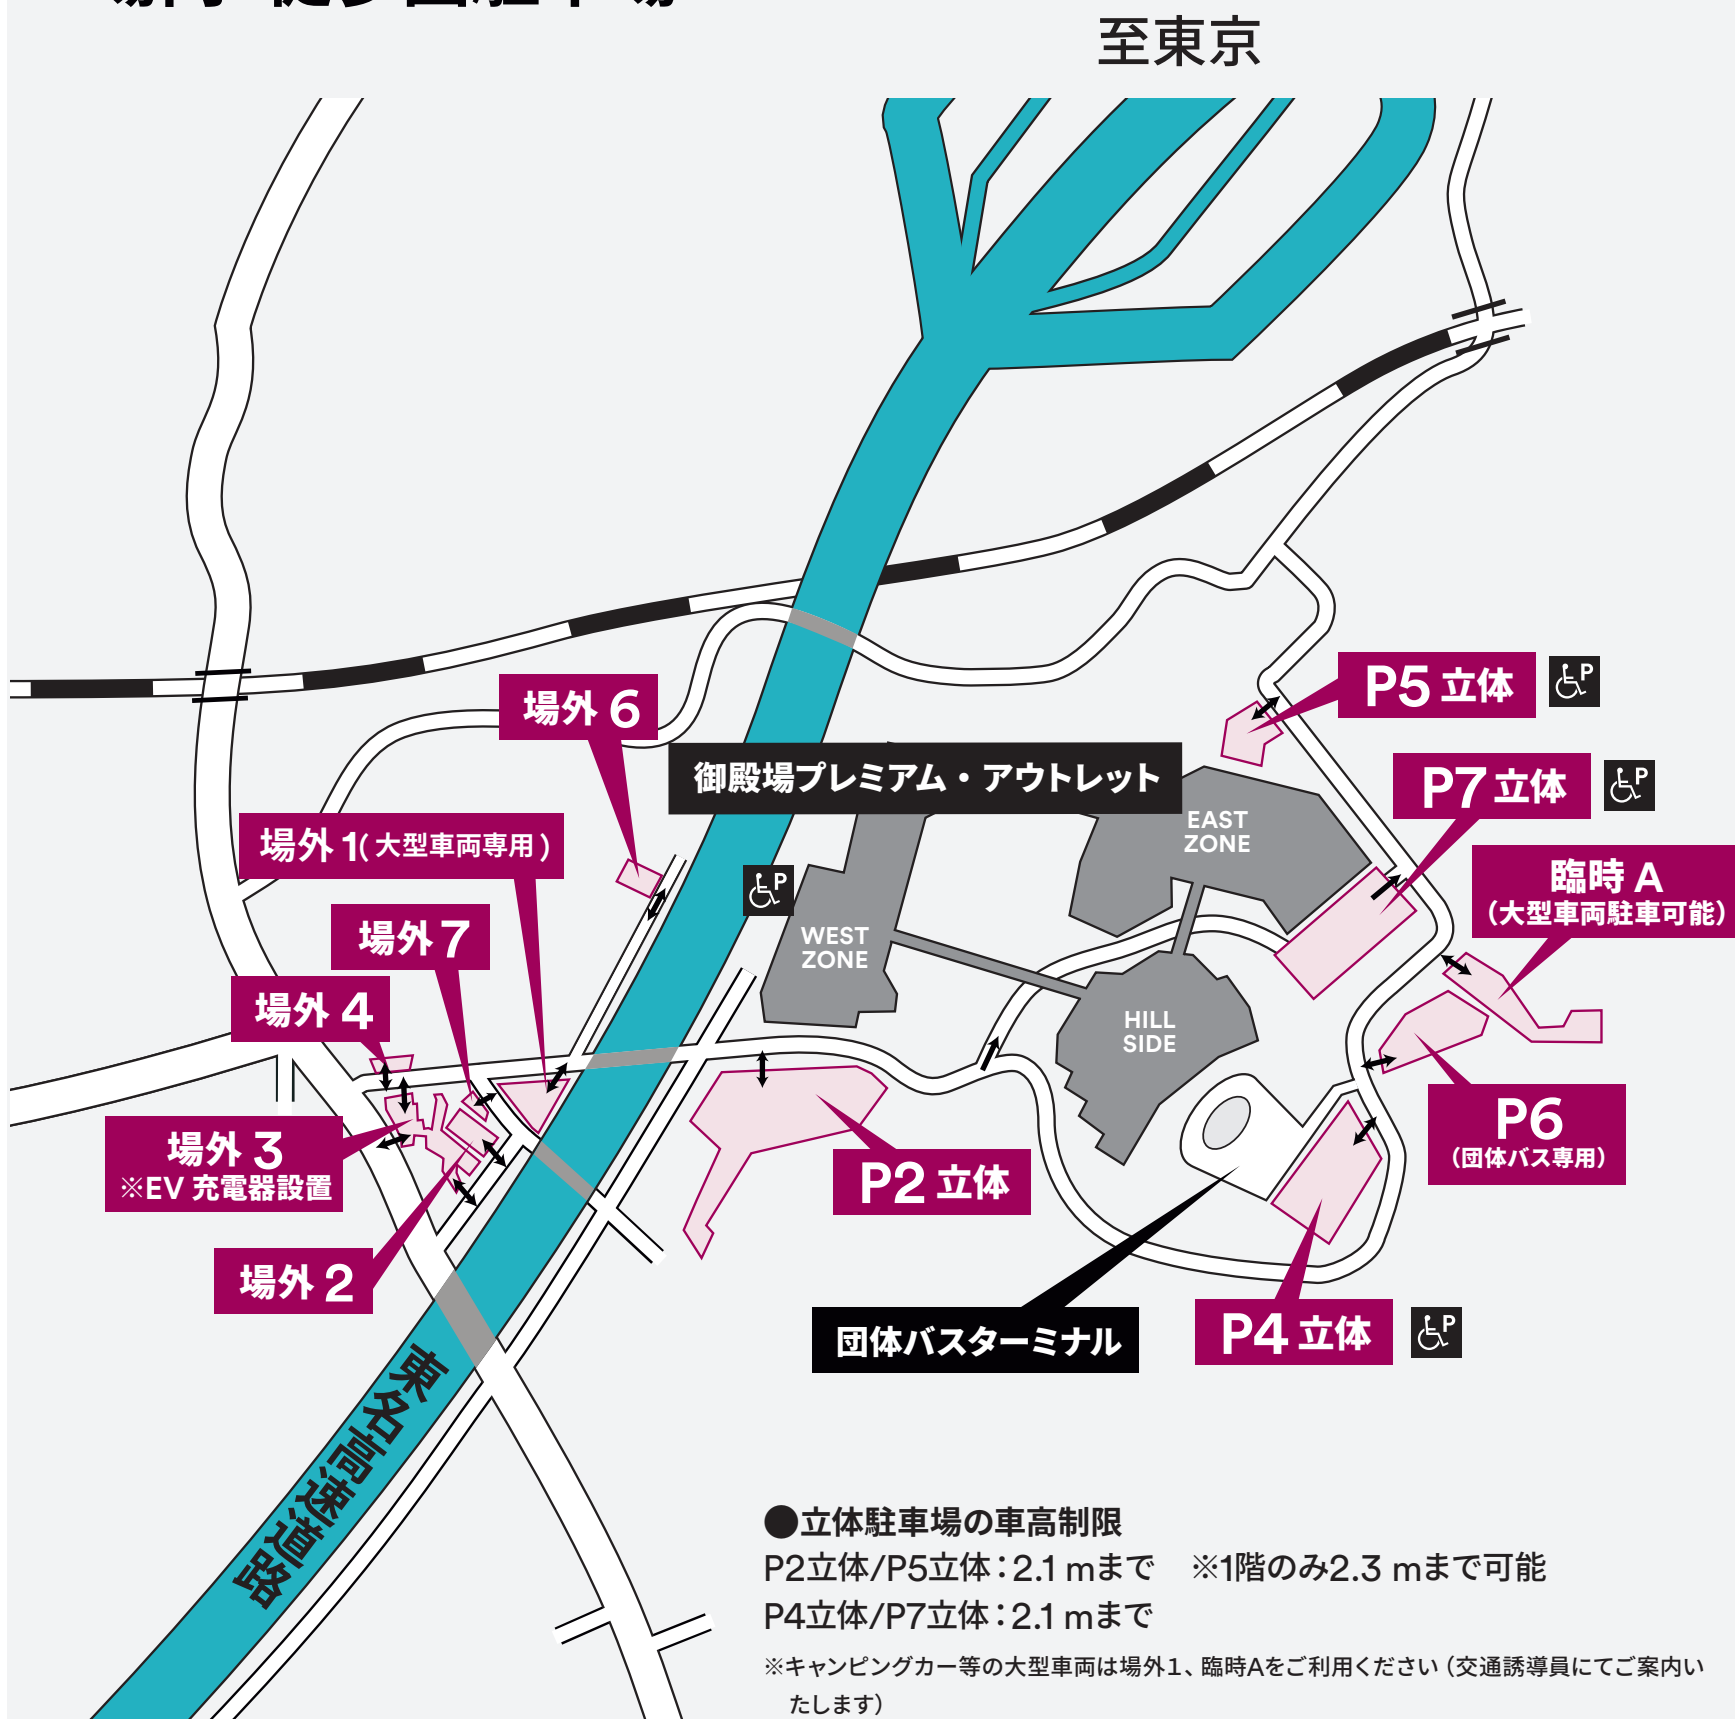 至東京
P5 立体
P
場外 6
P7 立体
P
御殿場プレミアム・アウトレット
EAST
ZONE
場外 1( 大型車両専用 )
臨時 A
(大型車両駐車可能)
P
場外 7
WEST
ZONE
場外 4
HILL
SIDE
P6
(団体バス専用)
場外 3
※EV 充電器設置
P2 立体
場外 2
団体バスターミナル
P4 立体
P
東名高速道路
●立体駐車場の車高制限
P2立体/P5立体：2.1 mまで　※1階のみ2.3 mまで可能
P4立体/P7立体：2.1 mまで
※キャンピングカー等の大型車両は場外1、臨時Aをご利用ください（交通誘導員にてご案内い
たします）